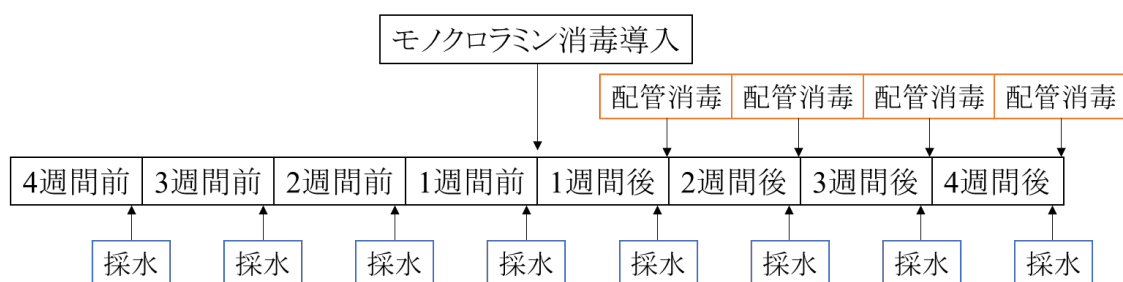 モノクロラミン消毒導入
配管消毒 配管消毒 配管消毒 配管消毒
4週間前 3週間前 2週間前 1週間前 1週間後 2週間後 3週間後 4週間後
採水 採水 採水 採水 採水 採水 採水 採水